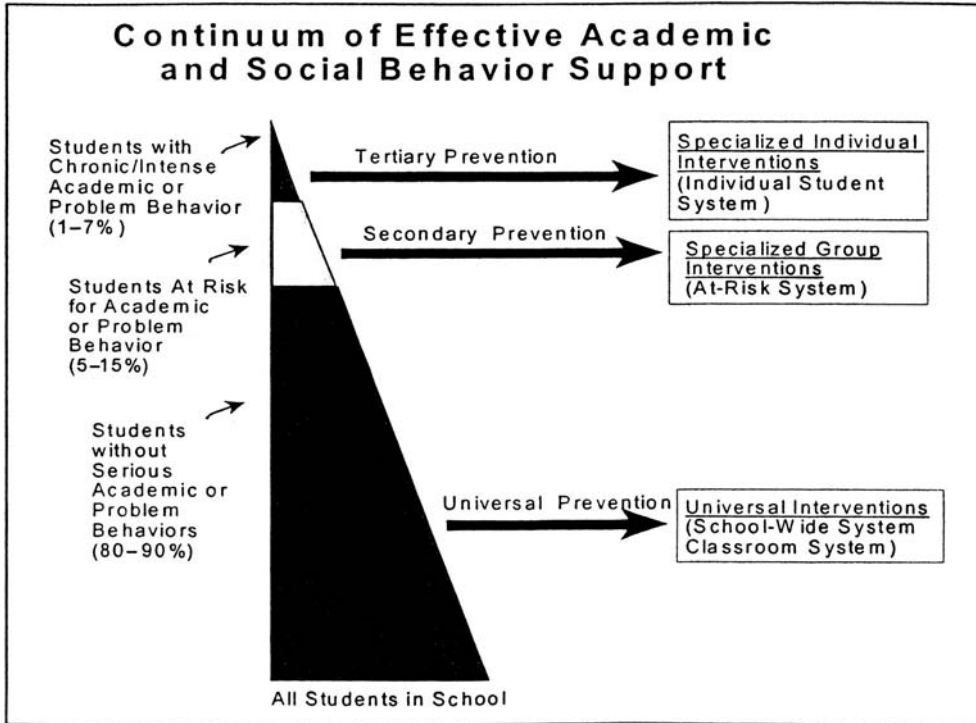 Continuum of Effective Academic
and Social Behavior Support
Students with
Chronic/Intense
Academic or
Problem Behavior
(1–7%)
Tertiary Prevention
Specialized Individual
Interventions
(Individual Student
System)
Students At Risk
for Academic
or Problem
Behavior
(5–15%)
Secondary Prevention
Specialized Group
Interventions
(At-Risk System)
Students
without
Serious
Academic or
Problem
Behaviors
(80–90%)
Universal Prevention
Universal Interventions
(School-Wide System
Classroom System)
All Students in School